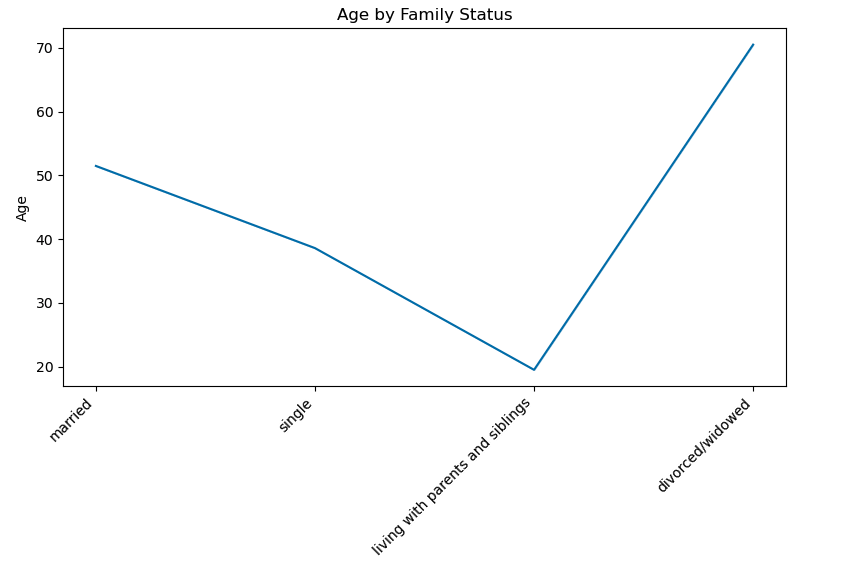 Age by Family Status
70
60
50
40
30
20
Age
married
single
living with parents and siblings
divorced/widowed